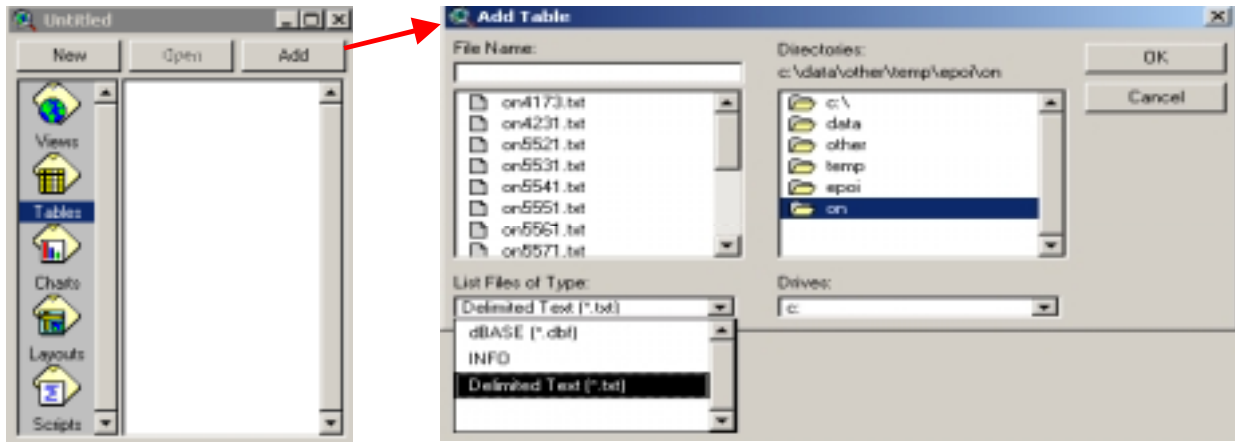 Untitled
New Open Add
Views
Tables
Charts
Layouts
Scripts
Add Table
File Name:
on4173.txt
on4231.txt
on5521.txt
on5531.txt
on5541.txt
on5551.txt
on5561.txt
on5571.txt
List Files of Type:
Delimited Text (*.txt)
dBASE (*.dbf)
INFO
Delimited Text (*.txt)
Directories:
c:\data\other\temp\epoi\on
c:\
data
other
temp
epoi
on
Drives:
c:
OK
Cancel